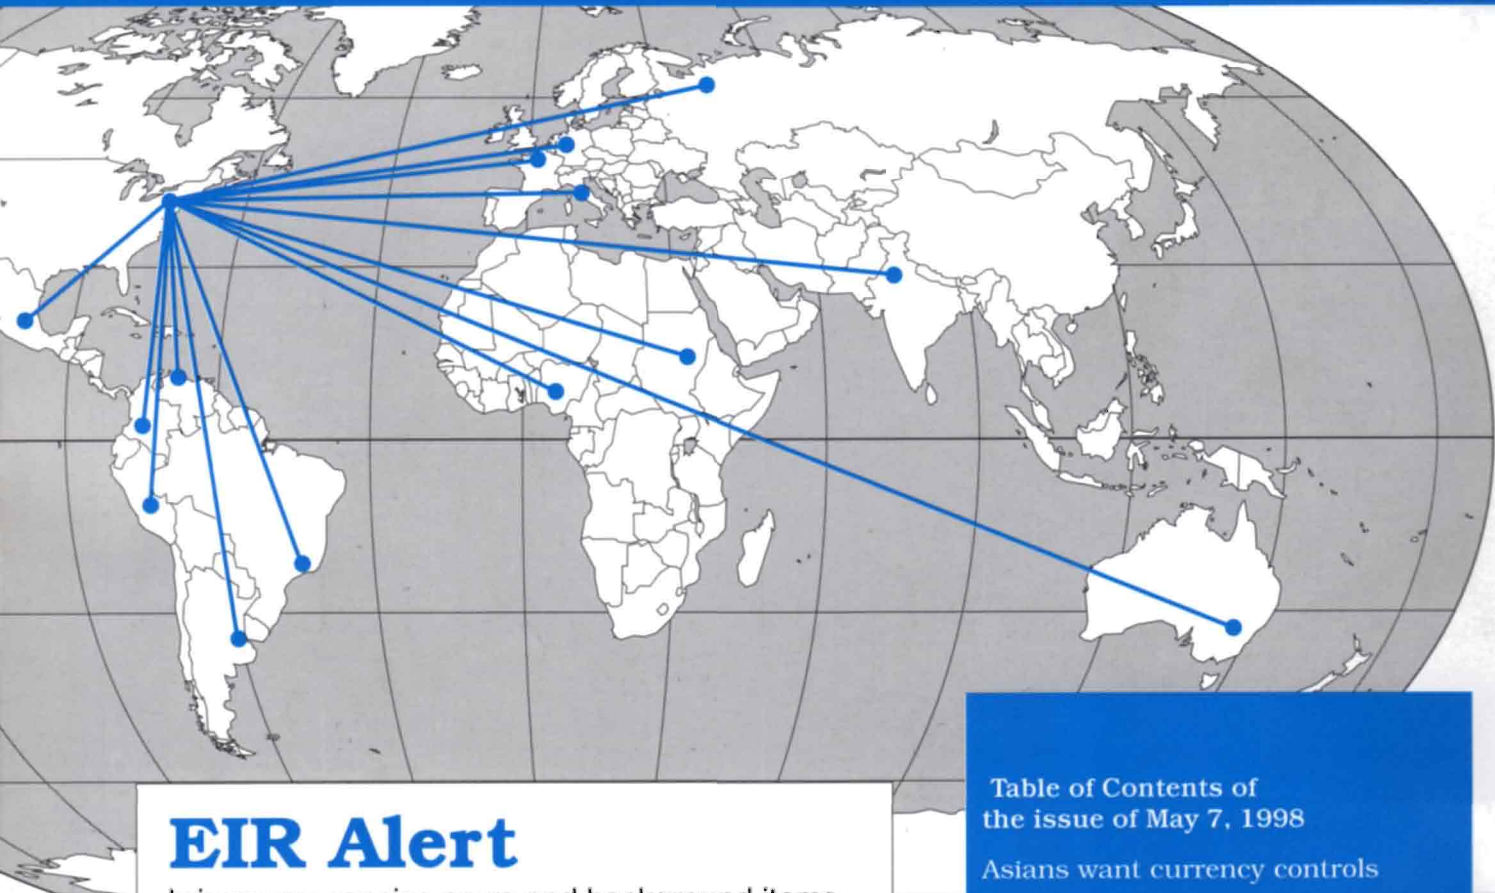 EIR Alert
Table of Contents of
the issue of May 7, 1998
Asians want currency controls